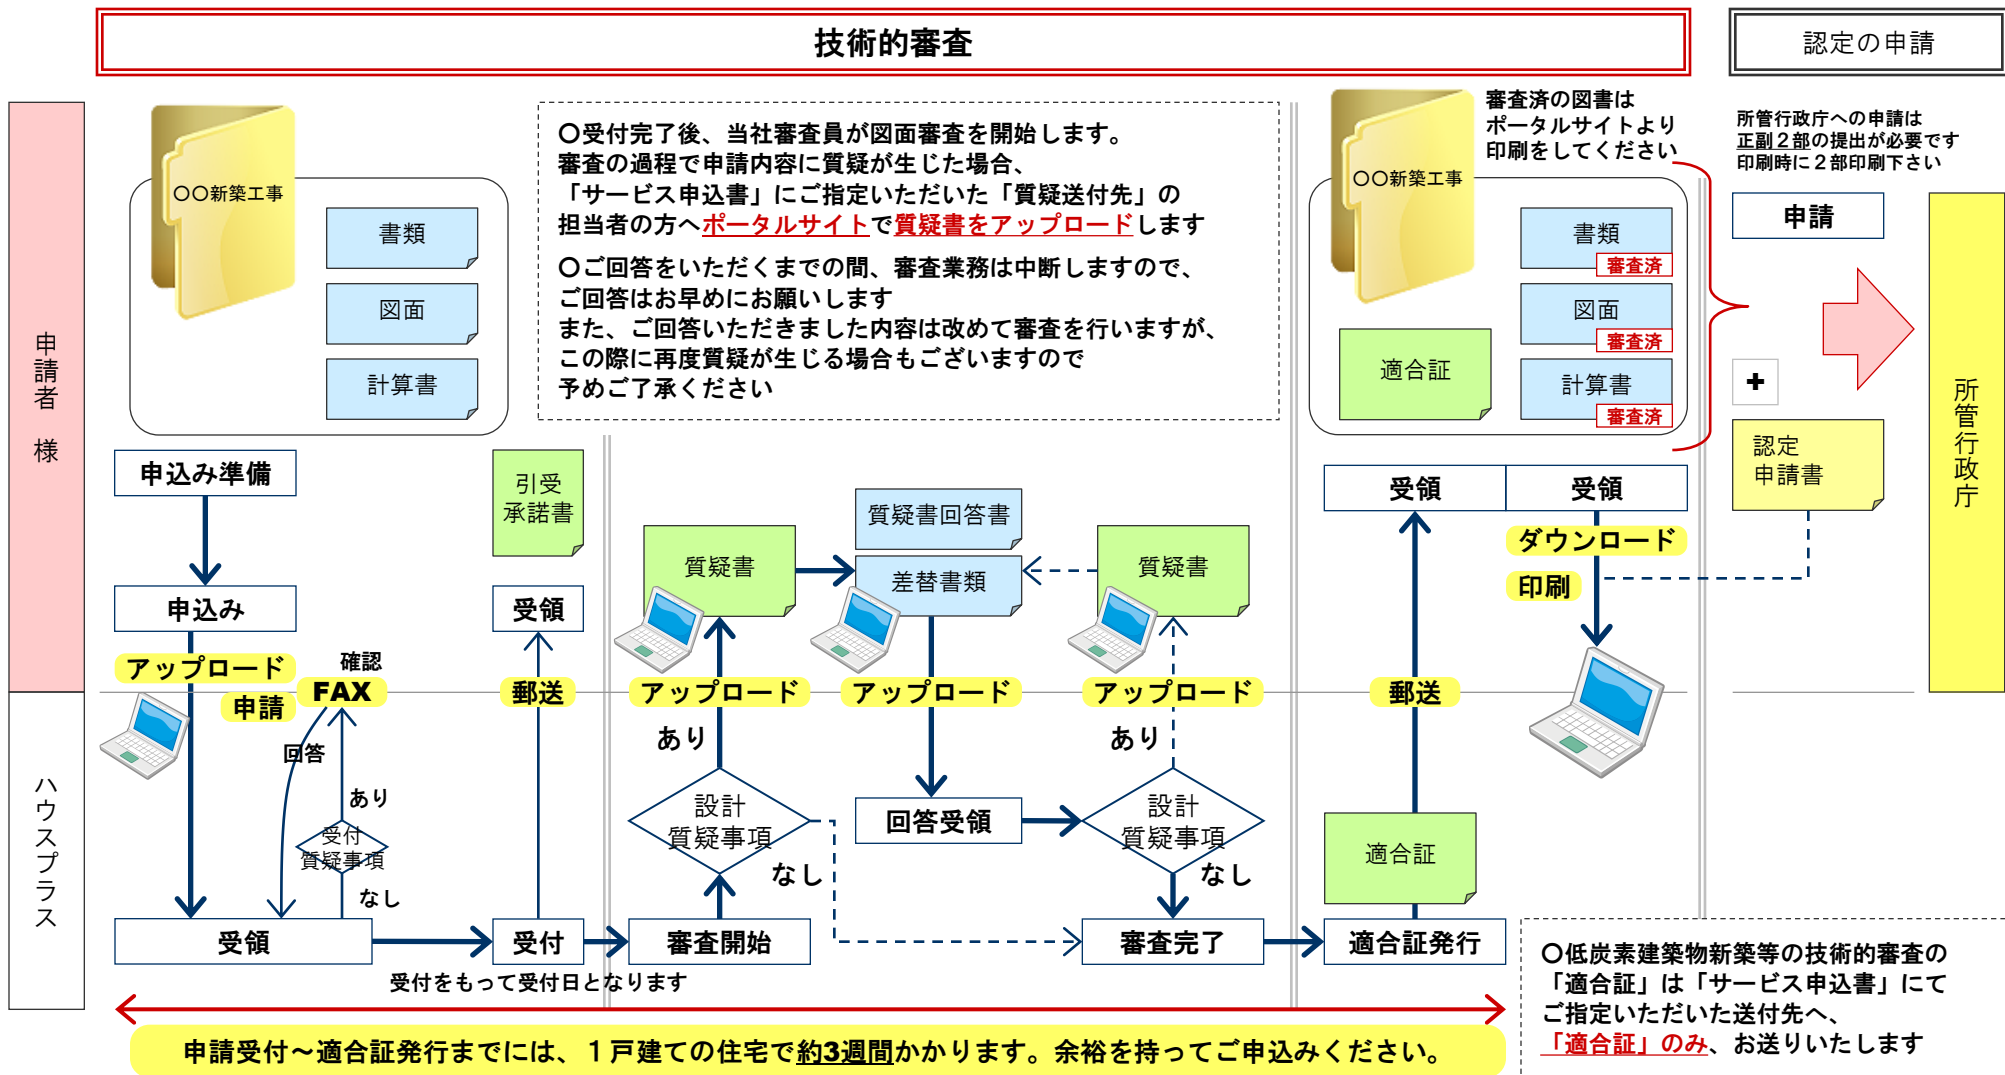 技術的審査
認定の申請
申請者 様
ハウスプラス
〇〇新築工事
書類
図面
計算書
〇受付完了後、当社審査員が図面審査を開始します。
審査の過程で申請内容に質疑が生じた場合、
「サービス申込書」にご指定いただいた「質疑送付先」の
担当者の方へポータルサイトで質疑書をアップロードします
〇ご回答をいただくまでの間、審査業務は中断しますので、
ご回答はお早めにお願いします
また、ご回答いただきました内容は改めて審査を行いますが、
この際に再度質疑が生じる場合もございますので
予めご了承ください
審査済の図書は
ポータルサイトより
印刷をしてください
〇〇新築工事
書類
審査済
図面
審査済
計算書
審査済
適合証
所管行政庁への申請は
正副２部の提出が必要です
印刷時に２部印刷下さい
申請
+
認定
申請書
所管行政庁
申込み準備
申込み
アップロード
申請
確認
FAX
回答
あり
受付
質疑事項
なし
受領
引受
承諾書
受領
郵送
受付
受付をもって受付日となります
質疑書
アップロード
あり
設計
質疑事項
なし
審査開始
質疑書回答書
差替書類
アップロード
回答受領
質疑書
アップロード
あり
設計
質疑事項
なし
審査完了
受領
受領
ダウンロード
印刷
郵送
適合証
適合証発行
〇低炭素建築物新築等の技術的審査の
「適合証」は「サービス申込書」にて
ご指定いただいた送付先へ、
「適合証」のみ、お送りいたします
申請受付～適合証発行までには、１戸建ての住宅で約3週間かかります。余裕を持ってご申込みください。